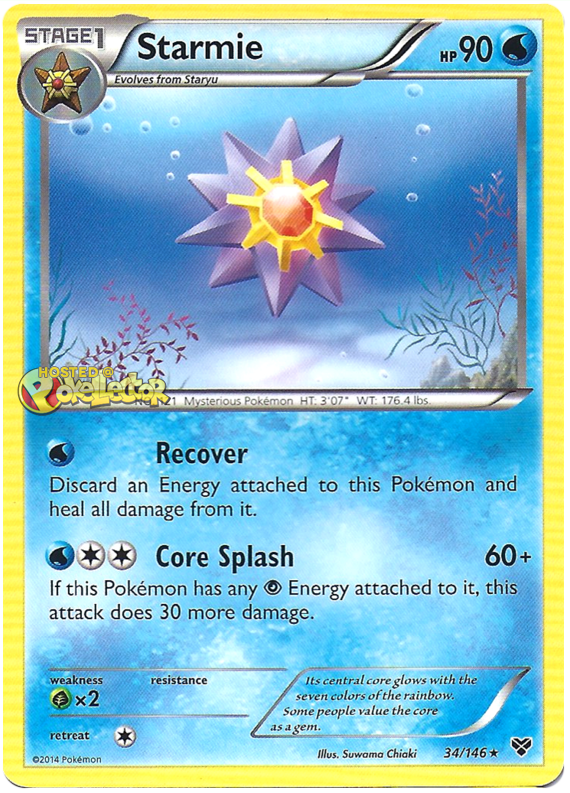 STAGE1
Starmie
HP90
Evolves from Staryu
HOSTED @
POKELLECTOR
21 Mysterious Pokémon HT: 3'07" WT: 176.4 lbs.
Recover
Discard an Energy attached to this Pokémon and
heal all damage from it.
Core Splash 60+
If this Pokémon has any Energy attached to it, this
attack does 30 more damage.
weakness resistance
×2
Its central core glows with the
seven colors of the rainbow.
Some people value the core
as a gem.
retreat
©2014 Pokémon
Illus. Suwama Chiaki 34/146★